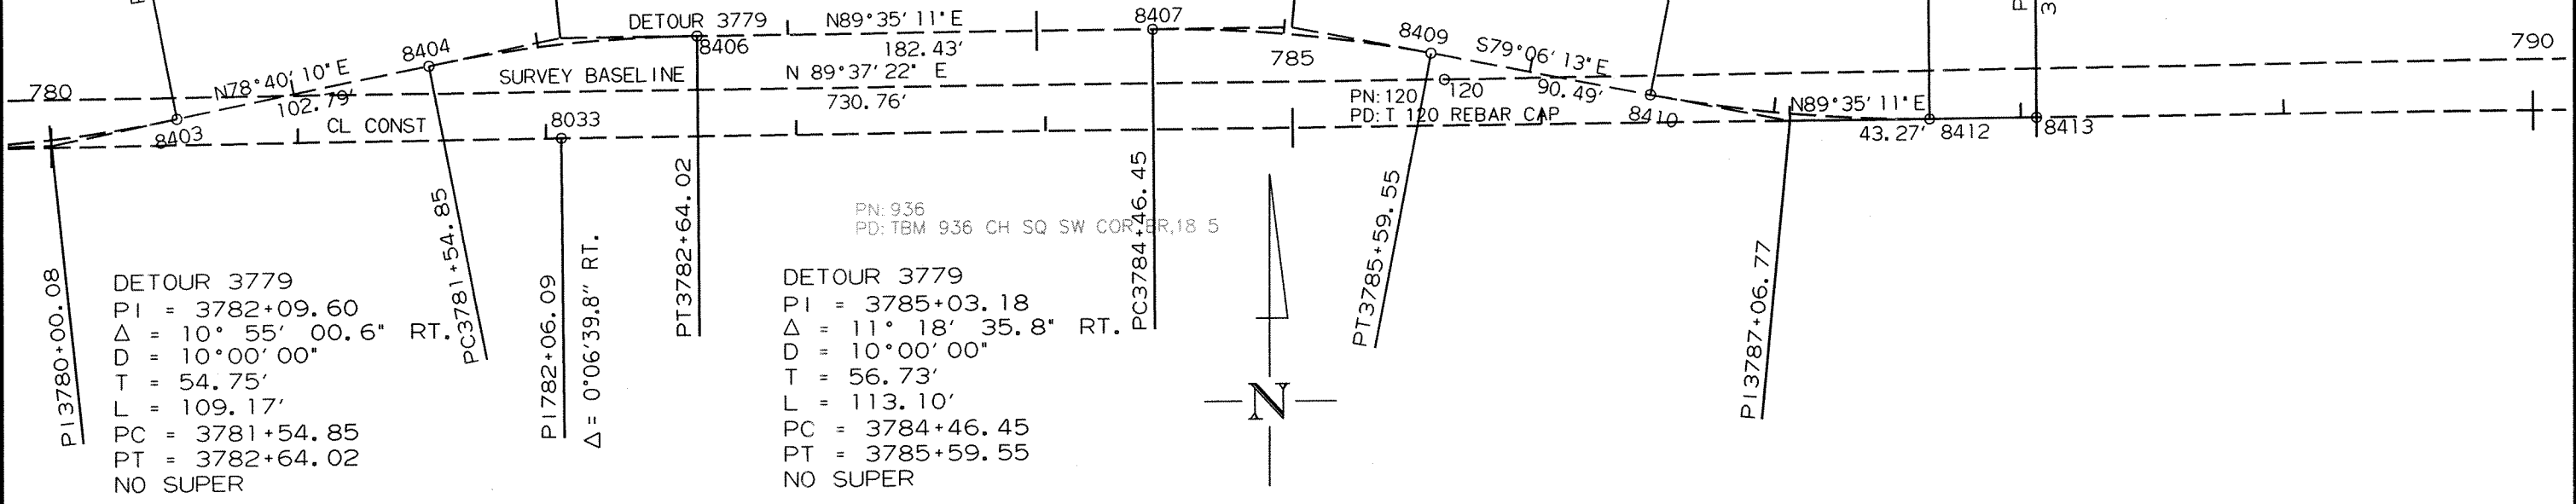 DETOUR 3779
N89°35'11"E
182.43'
8407
8404
8406
8409
S79°06'13"E
790
785
780
N78°40'10"E
102.79'
SURVEY BASELINE
N 89°37'22" E
730.76'
PN:120
120
90.49'
PD:T 120 REBAR CAP
N89°35'11"E
8403
CL CONST
8033
8410
43.27'
8412
8413
PN:936
PD:TBM 936 CH SQ SW COR BR,18 5
PI3780+00.08
PC3781+54.85
PI782+06.09
Δ= 0°06'39.8" RT.
PT3782+64.02
PC3784+46.45
PT3785+59.55
PI3787+06.77
DETOUR 3779
PI = 3782+09.60
Δ = 10° 55' 00.6" RT.
D = 10°00'00"
T = 54.75'
L = 109.17'
PC = 3781+54.85
PT = 3782+64.02
NO SUPER
DETOUR 3779
PI = 3785+03.18
Δ = 11° 18' 35.8" RT.
D = 10°00'00"
T = 56.73'
L = 113.10'
PC = 3784+46.45
PT = 3785+59.55
NO SUPER
N